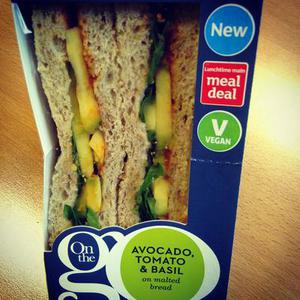 New
Lunchtime main
meal
deal
V
VEGAN
On
the
go
AVOCADO,
TOMATO
& BASIL
on malted
bread